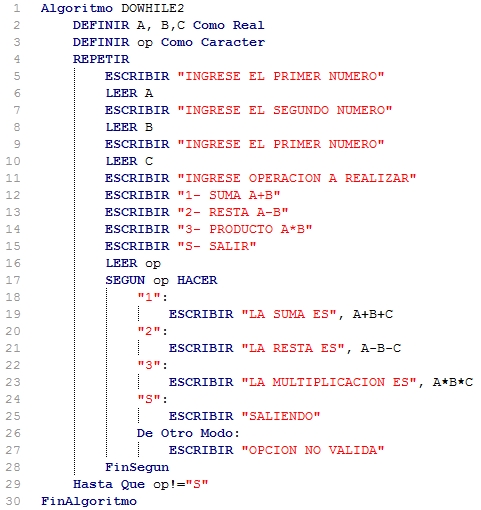 1 Algoritmo DOWHILE2
2 DEFINIR A, B,C Como Real
3 DEFINIR op Como Caracter
4 REPETIR
5 ESCRIBIR "INGRESE EL PRIMER NUMERO"
6 LEER A
7 ESCRIBIR "INGRESE EL SEGUNDO NUMERO"
8 LEER B
9 ESCRIBIR "INGRESE EL PRIMER NUMERO"
10 LEER C
11 ESCRIBIR "INGRESE OPERACION A REALIZAR"
12 ESCRIBIR "1- SUMA A+B"
13 ESCRIBIR "2- RESTA A-B"
14 ESCRIBIR "3- PRODUCTO A*B"
15 ESCRIBIR "S- SALIR"
16 LEER op
17 SEGUN op HACER
18 "1":
19 ESCRIBIR "LA SUMA ES", A+B+C
20 "2":
21 ESCRIBIR "LA RESTA ES", A-B-C
22 "3":
23 ESCRIBIR "LA MULTIPLICACION ES", A*B*C
24 "S":
25 ESCRIBIR "SALIENDO"
26 De Otro Modo:
27 ESCRIBIR "OPCION NO VALIDA"
28 FinSegun
29 Hasta Que op!="S"
30 FinAlgoritmo